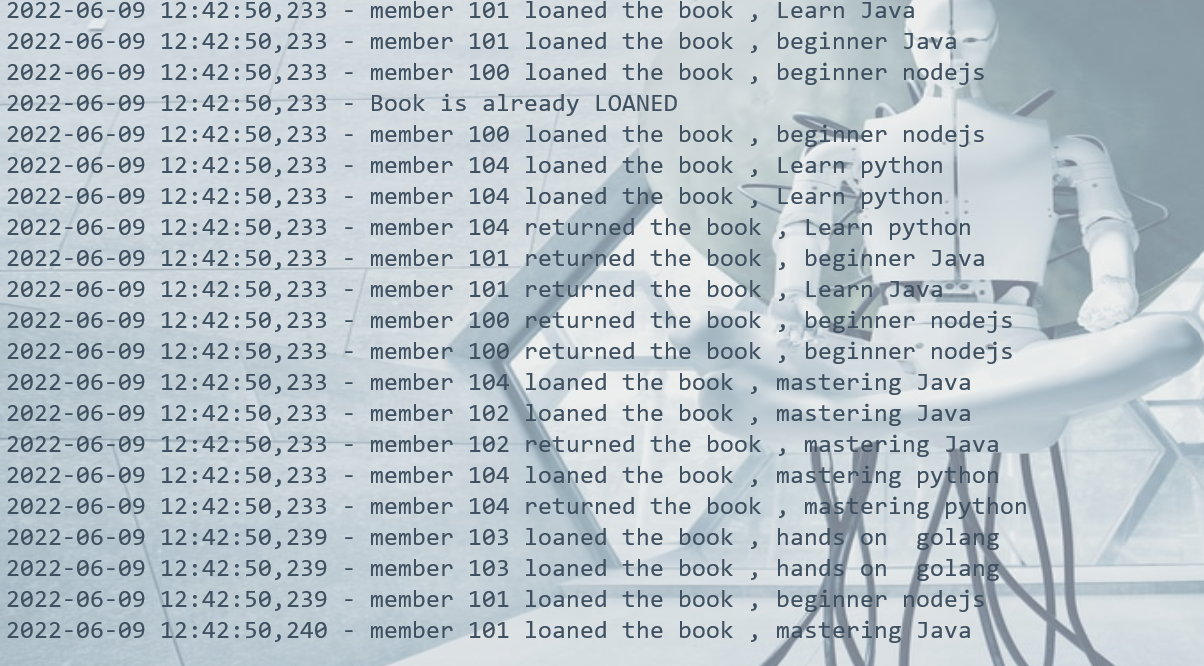 2022-06-09 12:42:50,233 - member 101 loaned the book , Learn Java
2022-06-09 12:42:50,233 - member 101 loaned the book , beginner Java
2022-06-09 12:42:50,233 - member 100 loaned the book , beginner nodejs
2022-06-09 12:42:50,233 - Book is already LOANED
2022-06-09 12:42:50,233 - member 100 loaned the book , beginner nodejs
2022-06-09 12:42:50,233 - member 104 loaned the book , Learn python
2022-06-09 12:42:50,233 - member 104 loaned the book , Learn python
2022-06-09 12:42:50,233 - member 104 returned the book , Learn python
2022-06-09 12:42:50,233 - member 101 returned the book , beginner Java
2022-06-09 12:42:50,233 - member 101 returned the book , Learn Java
2022-06-09 12:42:50,233 - member 100 returned the book , beginner nodejs
2022-06-09 12:42:50,233 - member 100 returned the book , beginner nodejs
2022-06-09 12:42:50,233 - member 104 loaned the book , mastering Java
2022-06-09 12:42:50,233 - member 102 loaned the book , mastering Java
2022-06-09 12:42:50,233 - member 102 returned the book , mastering Java
2022-06-09 12:42:50,233 - member 104 loaned the book , mastering python
2022-06-09 12:42:50,233 - member 104 returned the book , mastering python
2022-06-09 12:42:50,239 - member 103 loaned the book , hands on  golang
2022-06-09 12:42:50,239 - member 103 loaned the book , hands on  golang
2022-06-09 12:42:50,239 - member 101 loaned the book , beginner nodejs
2022-06-09 12:42:50,240 - member 101 loaned the book , mastering Java